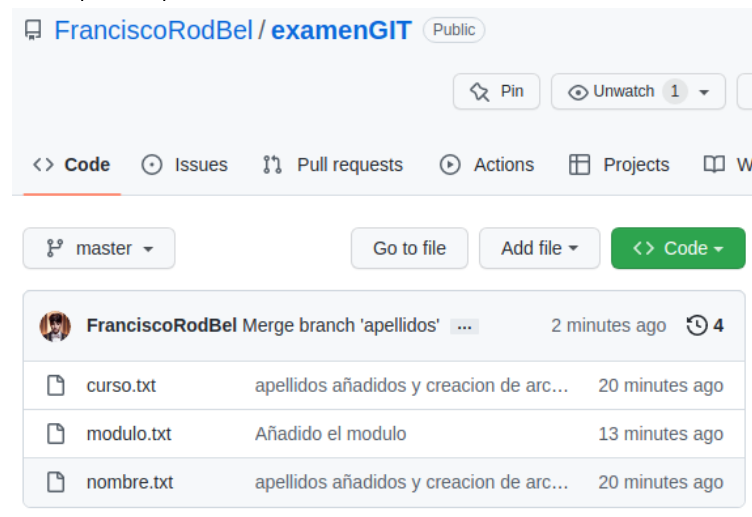 FranciscoRodBel / examenGIT Public
Pin Unwatch 1
<> Code Issues Pull requests Actions Projects W
master Go to file Add file <> Code
FranciscoRodBel Merge branch 'apellidos' ... 2 minutes ago 4
curso.txt apellidos añadidos y creacion de arc... 20 minutes ago
modulo.txt Añadido el modulo 13 minutes ago
nombre.txt apellidos añadidos y creacion de arc... 20 minutes ago